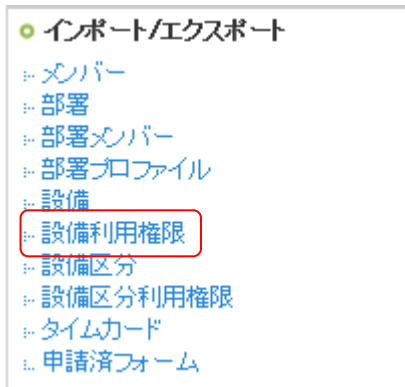 インポート/エクスポート
メンバー
部署
部署メンバー
部署プロファイル
設備
設備利用権限
設備区分
設備区分利用権限
タイムカード
申請済フォーム